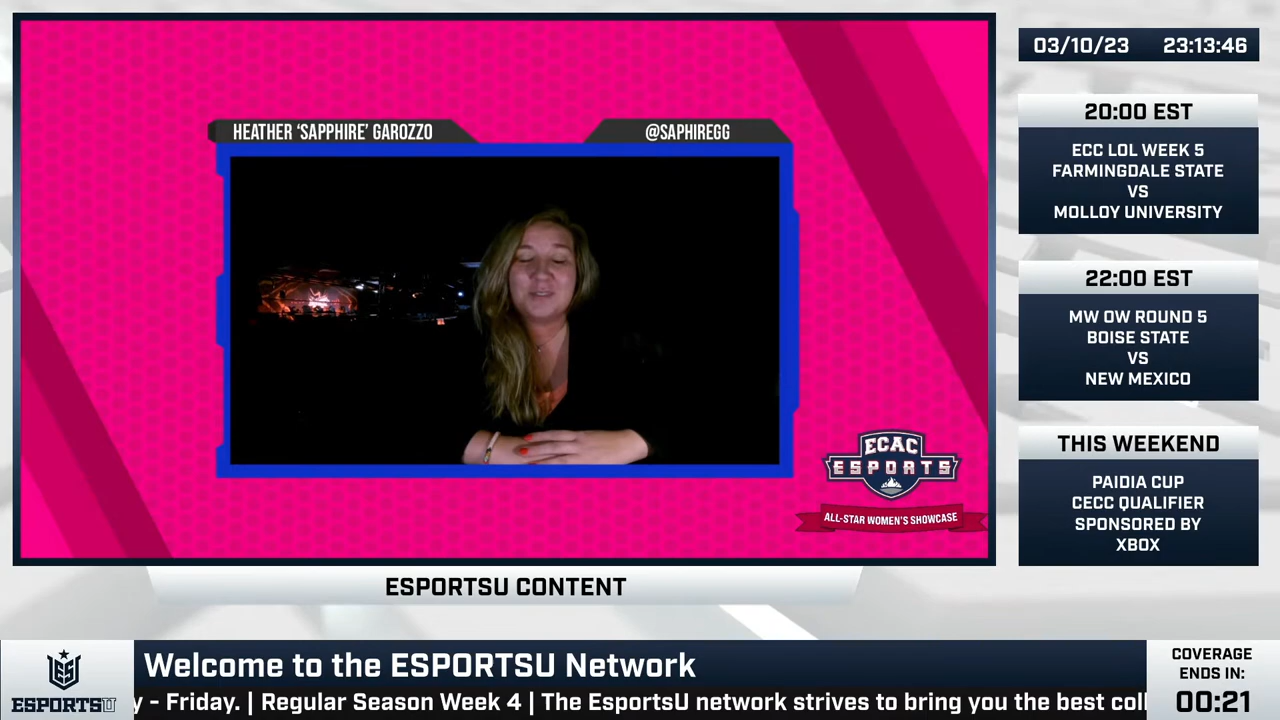 HEATHER 'SAPPHIRE' GAROZZO
@SAPHIREGG
ECAC
ESPORTS
ALL-STAR WOMEN'S SHOWCASE
ESPORTSU CONTENT
03/10/23 23:13:46
20:00 EST
ECC LOL WEEK 5
FARMINGDALE STATE
VS
MOLLOY UNIVERSITY
22:00 EST
MW OW ROUND 5
BOISE STATE
VS
NEW MEXICO
THIS WEEKEND
PAIDIA CUP
CECC QUALIFIER
SPONSORED BY
XBOX
ESPORTSU
Welcome to the ESPORTSU Network
y - Friday. | Regular Season Week 4 | The EsportsU network strives to bring you the best coll
COVERAGE
ENDS IN:
00:21